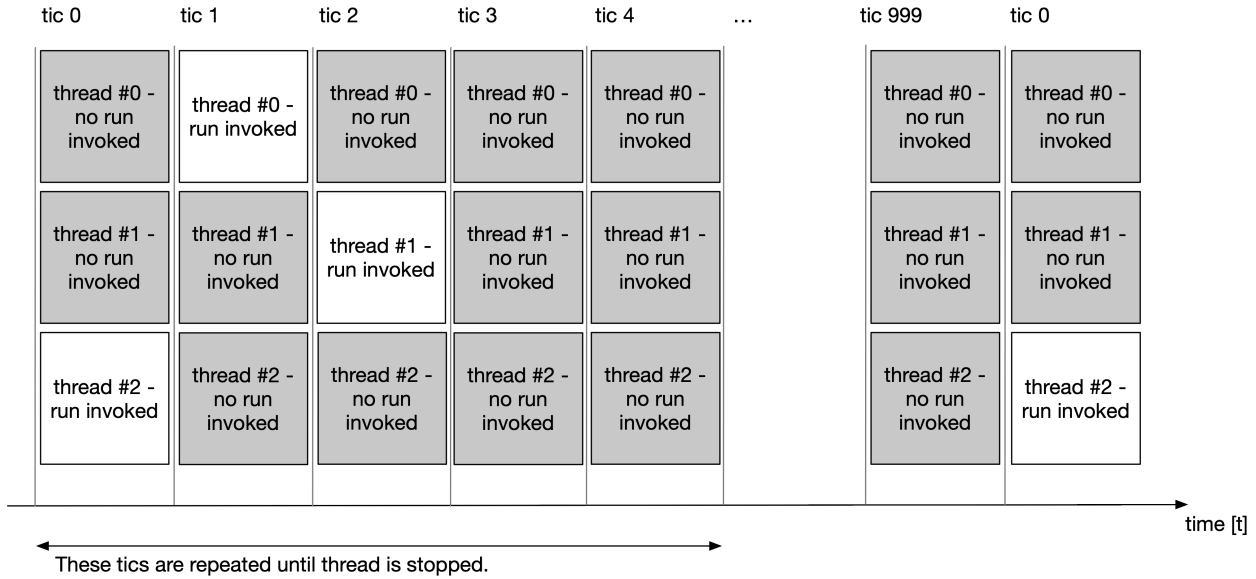 tic 0 tic 1 tic 2 tic 3 tic 4 ... tic 999 tic 0
thread #0 -
no run
invoked
thread #0 -
run invoked
thread #0 -
no run
invoked
thread #0 -
no run
invoked
thread #0 -
no run
invoked
thread #0 -
no run
invoked
thread #0 -
no run
invoked
thread #1 -
no run
invoked
thread #1 -
no run
invoked
thread #1 -
run invoked
thread #1 -
no run
invoked
thread #1 -
no run
invoked
thread #1 -
no run
invoked
thread #1 -
no run
invoked
thread #2 -
run invoked
thread #2 -
no run
invoked
thread #2 -
no run
invoked
thread #2 -
no run
invoked
thread #2 -
no run
invoked
thread #2 -
no run
invoked
thread #2 -
run invoked
time [t]
These tics are repeated until thread is stopped.